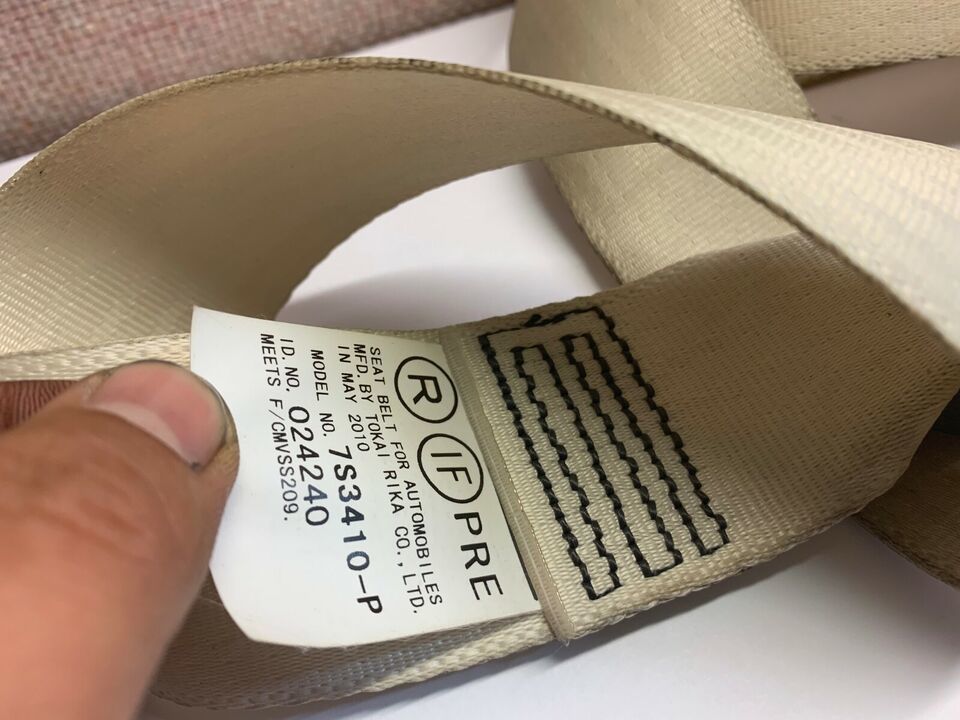 R IF PRE
SEAT BELT FOR AUTOMOBILES
MFD. BY TOKAI RIKA CO., LTD.
IN MAY 2010
MODEL NO. 7S3410-P
I.D. NO. 024240
MEETS F/CMVSS209.